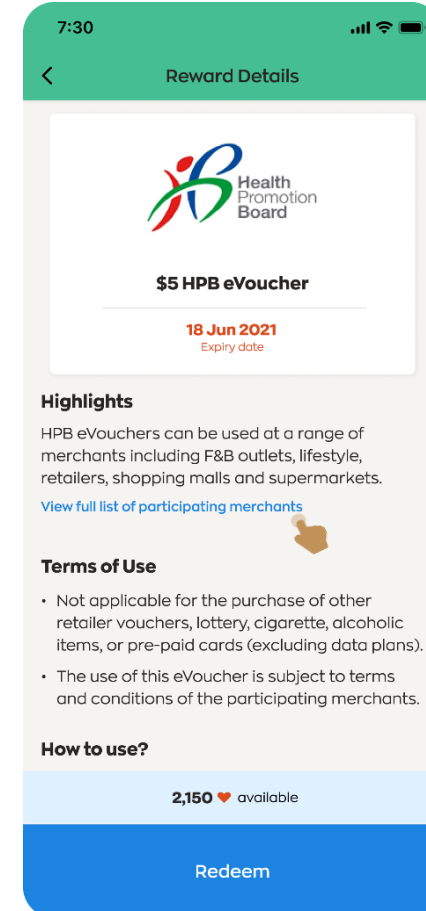 7:30
Reward Details
Health
Promotion
Board
$5 HPB eVoucher
18 Jun 2021
Expiry date
Highlights
HPB eVouchers can be used at a range of
merchants including F&B outlets, lifestyle,
retailers, shopping malls and supermarkets.
View full list of participating merchants
Terms of Use
• Not applicable for the purchase of other
retailer vouchers, lottery, cigarette, alcoholic
items, or pre-paid cards (excluding data plans).
• The use of this eVoucher is subject to terms
and conditions of the participating merchants.
How to use?
2,150 ♥ available
Redeem